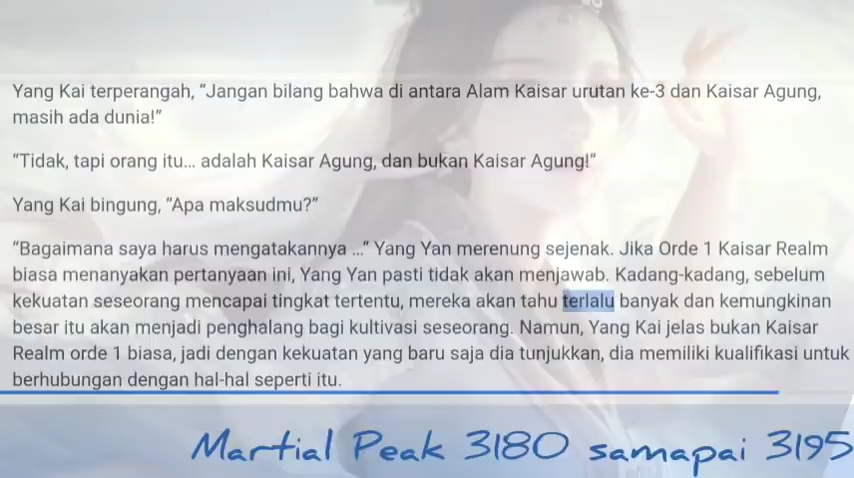 Yang Kai terperangah, “Jangan bilang bahwa di antara Alam Kaisar urutan ke-3 dan Kaisar Agung,
masih ada dunia!”
“Tidak, tapi orang itu… adalah Kaisar Agung, dan bukan Kaisar Agung!”
Yang Kai bingung, “Apa maksudmu?”
“Bagaimana saya harus mengatakannya …” Yang Yan merenung sejenak. Jika Orde 1 Kaisar Realm
biasa menanyakan pertanyaan ini, Yang Yan pasti tidak akan menjawab. Kadang-kadang, sebelum
kekuatan seseorang mencapai tingkat tertentu, mereka akan tahu terlalu banyak dan kemungkinan
besar itu akan menjadi penghalang bagi kultivasi seseorang. Namun, Yang Kai jelas bukan Kaisar
Realm orde 1 biasa, jadi dengan kekuatan yang baru saja dia tunjukkan, dia memiliki kualifikasi untuk
berhubungan dengan hal-hal seperti itu.
Martial Peak 3180 samapai 3195